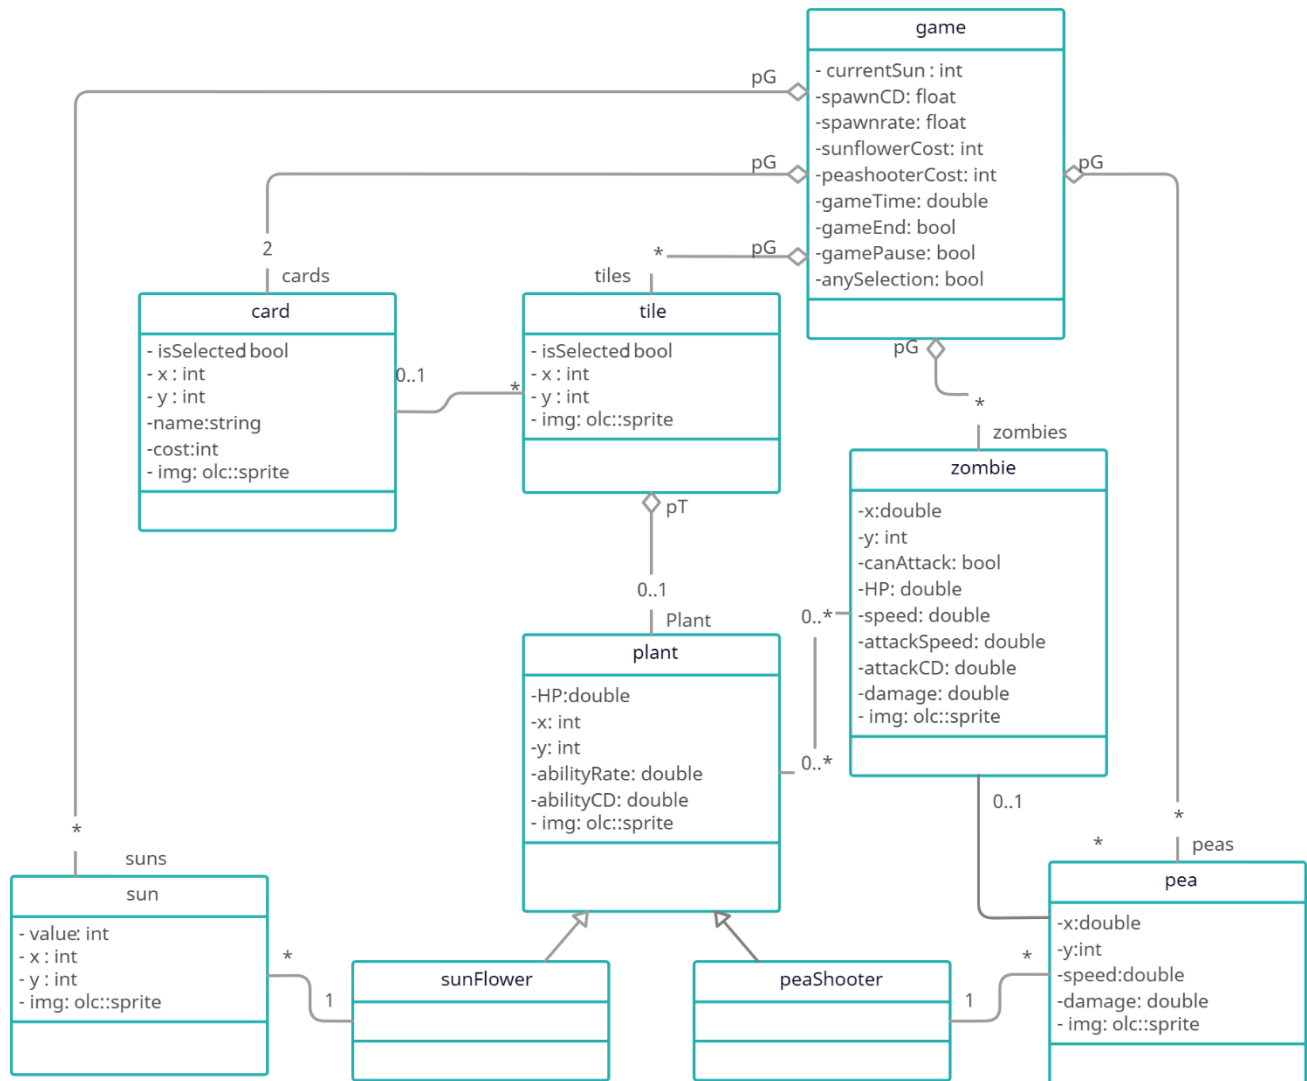 game
- currentSun : int
-spawnCD: float
-spawnrate: float
-sunflowerCost: int
-peashooterCost: int
-gameTime: double
-gameEnd: bool
-gamePause: bool
-anySelection: bool
pG
pG
pG
pG
pG
2
cards
*
tiles
card
- isSelected bool
- x : int
- y : int
-name:string
-cost:int
- img: olc::sprite
0..1
*
tile
- isSelected bool
- x : int
- y : int
- img: olc::sprite
pT
0..1
Plant
*
zombies
zombie
-x:double
-y: int
-canAttack: bool
-HP: double
-speed: double
-attackSpeed: double
-attackCD: double
-damage: double
- img: olc::sprite
0..*
0..*
plant
-HP:double
-x: int
-y: int
-abilityRate: double
-abilityCD: double
- img: olc::sprite
0..1
*
*
peas
*
suns
sun
- value: int
- x : int
- y : int
- img: olc::sprite
*
1
sunFlower
peaShooter
1
*
pea
-x:double
-y:int
-speed:double
-damage: double
- img: olc::sprite